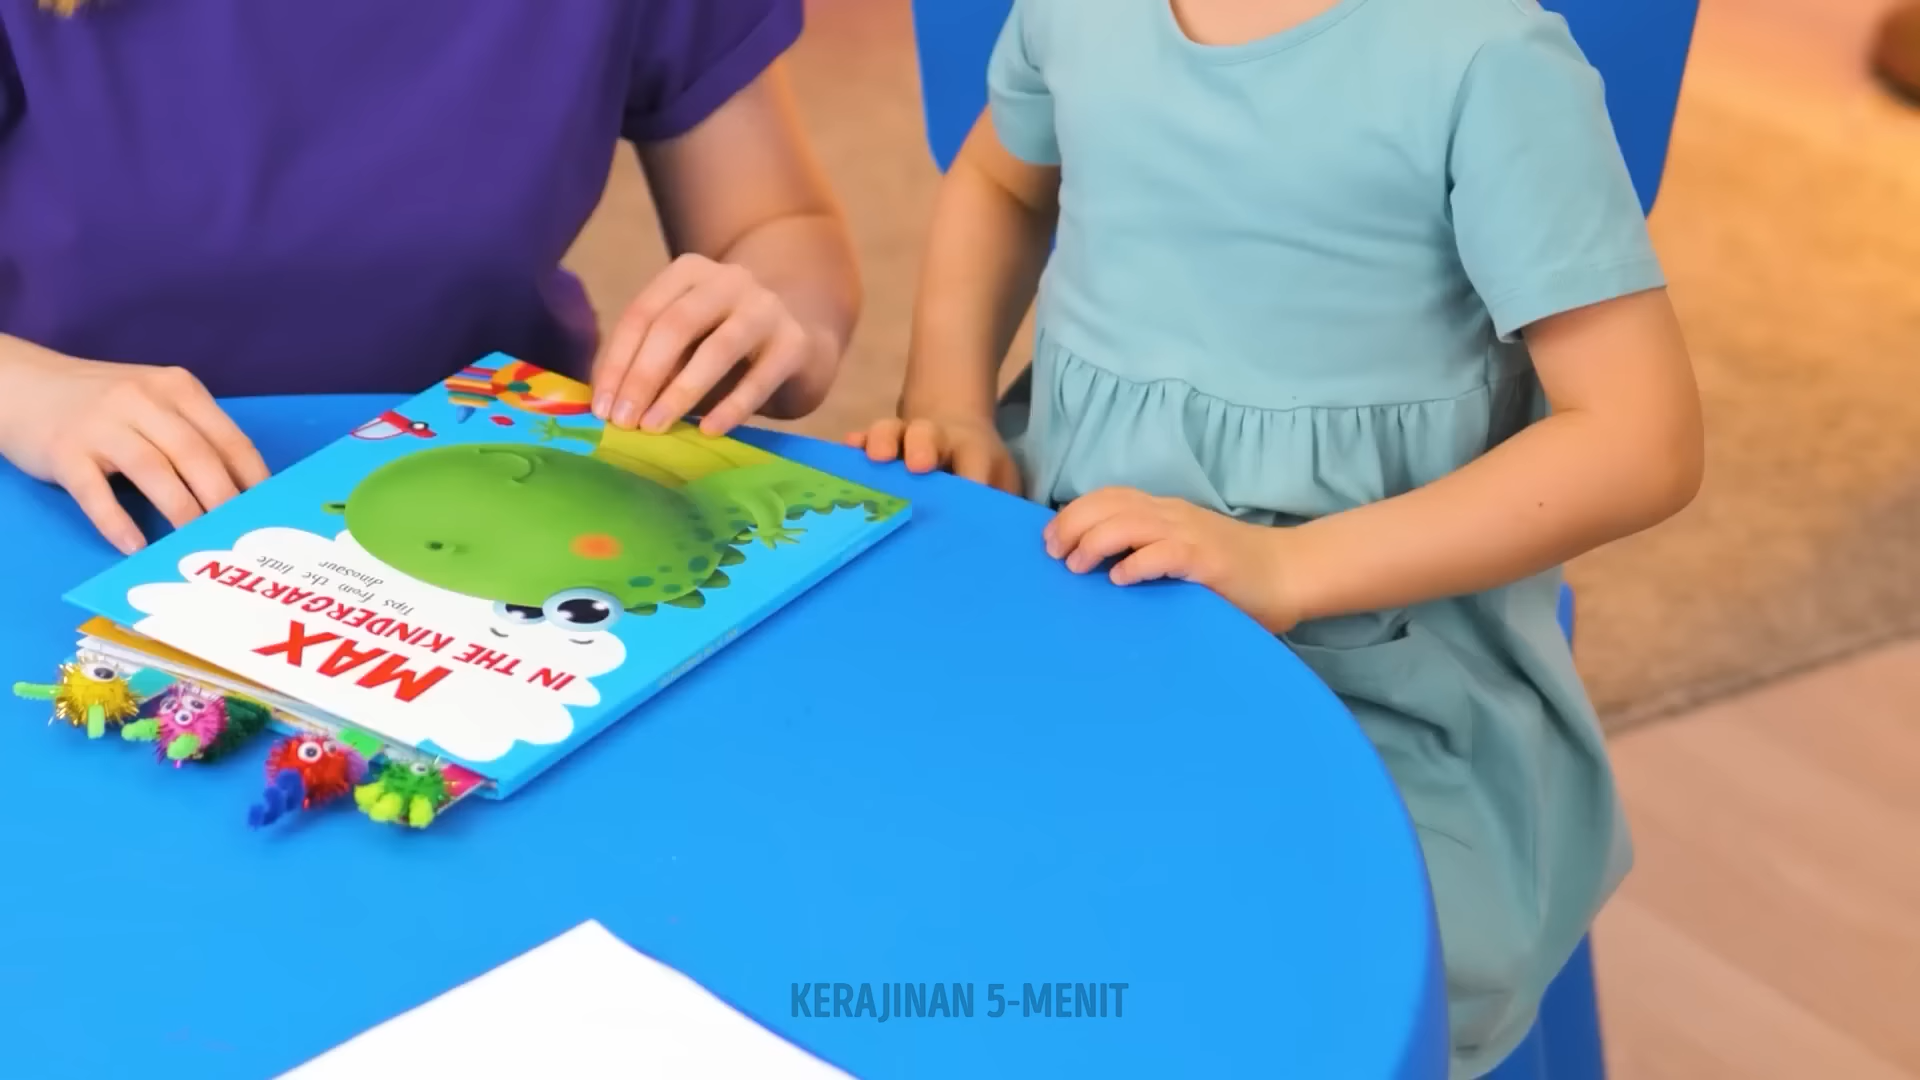 MAX
IN THE KINDERGARTEN
Tips from the little
dinosaur
KERAJINAN 5-MENIT